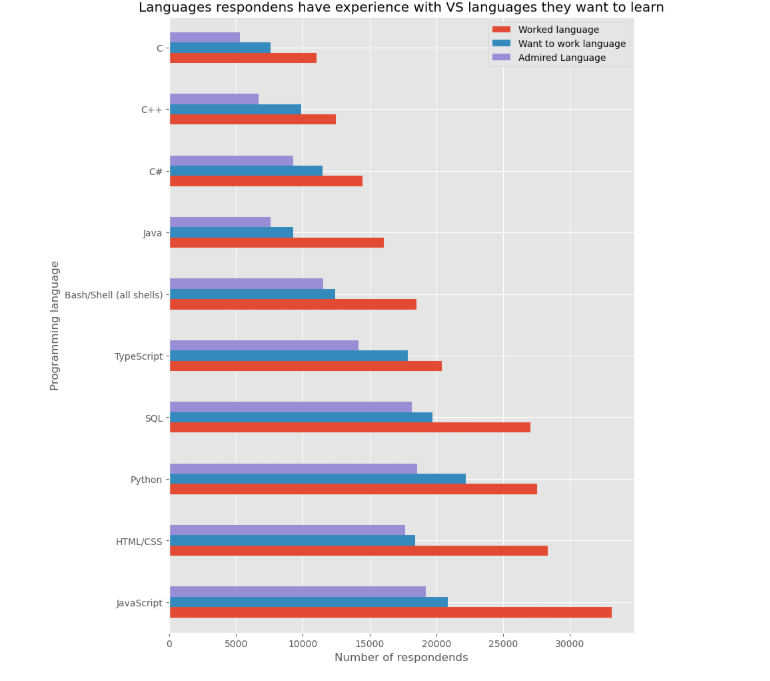 Languages respondens have experience with VS languages they want to learn
Worked language
Want to work language
Admired Language
Programming language
C
C++
C#
Java
Bash/Shell (all shells)
TypeScript
SQL
Python
HTML/CSS
JavaScript
0 5000 10000 15000 20000 25000 30000
Number of respondends